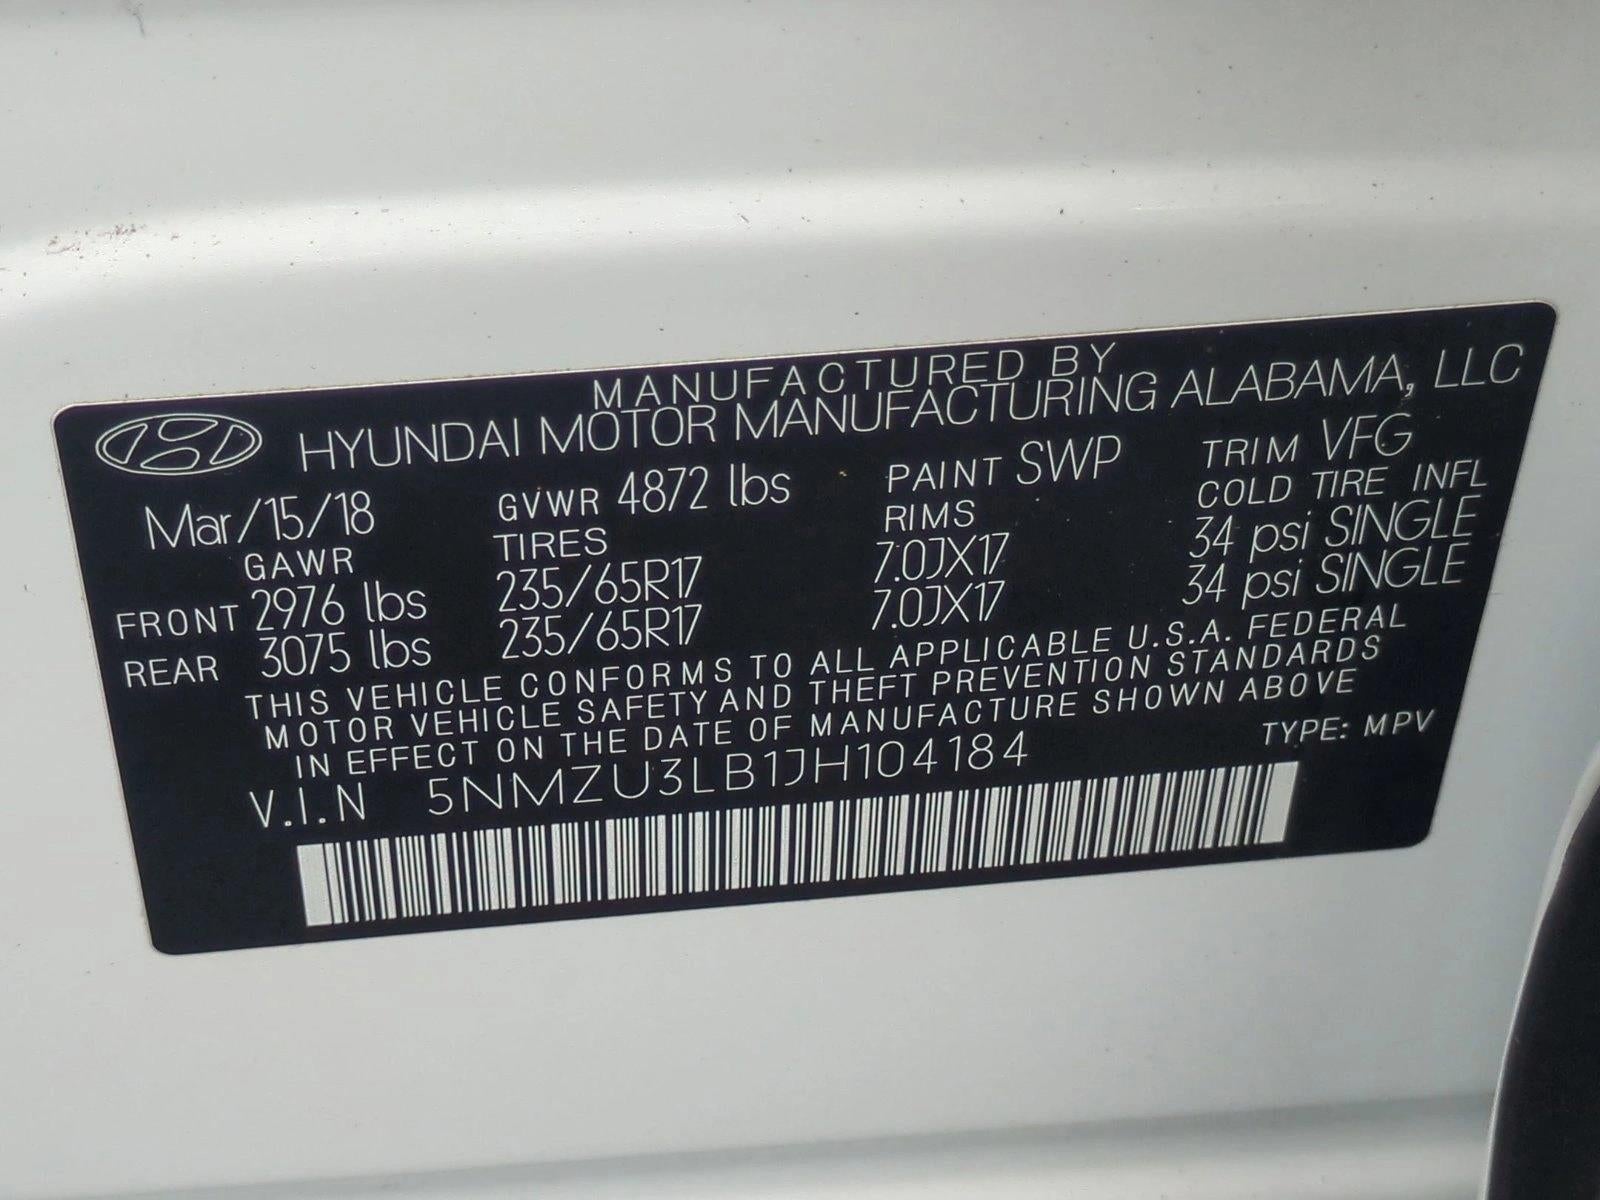 MANUFACTURED BY
HYUNDAI MOTOR MANUFACTURING ALABAMA, LLC
Mar/15/18 GVWR 4872 lbs PAINT SWP TRIM VFG
GAWR TIRES RIMS COLD TIRE INFL
FRONT 2976 lbs 235/65R17 7.0JX17 34 psi SINGLE
REAR 3075 lbs 235/65R17 7.0JX17 34 psi SINGLE
THIS VEHICLE CONFORMS TO ALL APPLICABLE U.S.A. FEDERAL
MOTOR VEHICLE SAFETY AND THEFT PREVENTION STANDARDS
IN EFFECT ON THE DATE OF MANUFACTURE SHOWN ABOVE
V.I.N 5NMZU3LB1JH104184 TYPE: MPV